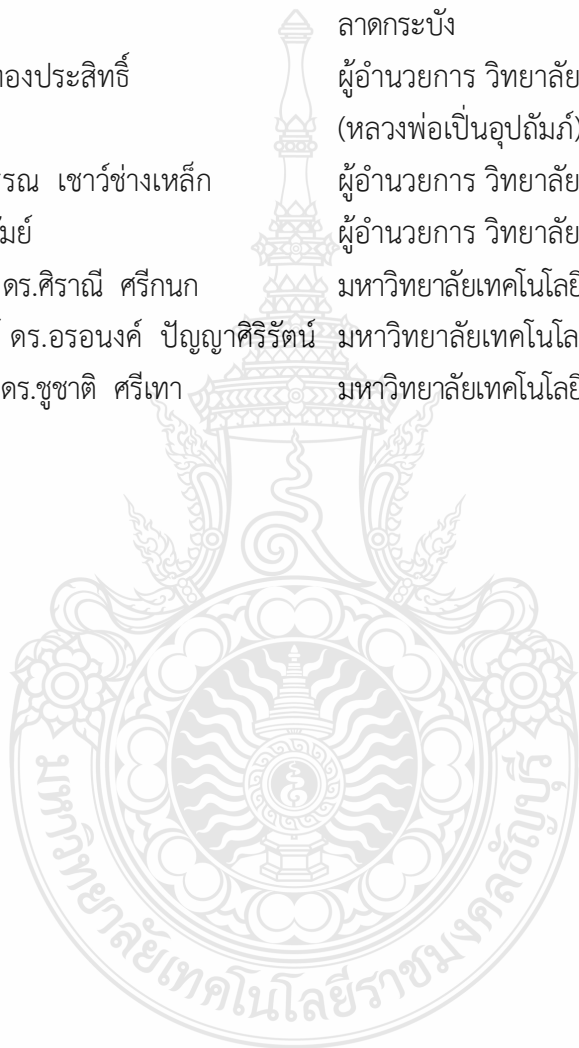 ลาดกระบัง
ทองประสิทธิ์ ผู้อำนวยการ วิทยาลัย
(หลวงพ่อเปิ่นอุปถัมภ์)
รรณ เชาว์ช่างเหล็ก ผู้อำนวยการ วิทยาลัย
มย์ ผู้อำนวยการ วิทยาลัย
ดร.ศิราณี ศรีกนก มหาวิทยาลัยเทคโนโลยี
ดร.อรอนงค์ ปัญญาศิริรัตน์ มหาวิทยาลัยเทคโนโล
ดร.ชูชาติ ศรีเทา มหาวิทยาลัยเทคโนโลยี
มหาวิทยาลัยเทคโนโลยีราชมงคลธัญบุรี